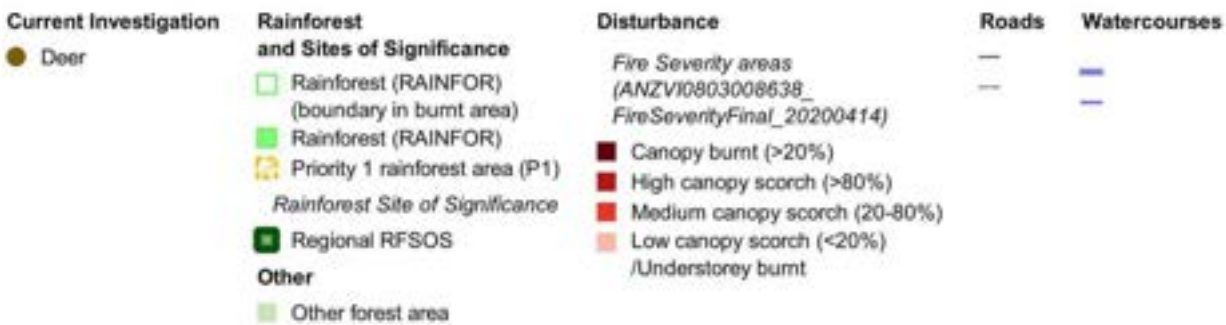 Current Investigation
Deer
Rainforest
and Sites of Significance
Rainforest (RAINFOR)
(boundary in burnt area)
Rainforest (RAINFOR)
Priority 1 rainforest area (P1)
Rainforest Site of Significance
Regional RFSOS
Other
Other forest area
Disturbance
Fire Severity areas
(ANZVI0803008638_
FireSeverityFinal_20200414)
Canopy burnt (>20%)
High canopy scorch (>80%)
Medium canopy scorch (20-80%)
Low canopy scorch (<20%)
/Understorey burnt
Roads
Watercourses